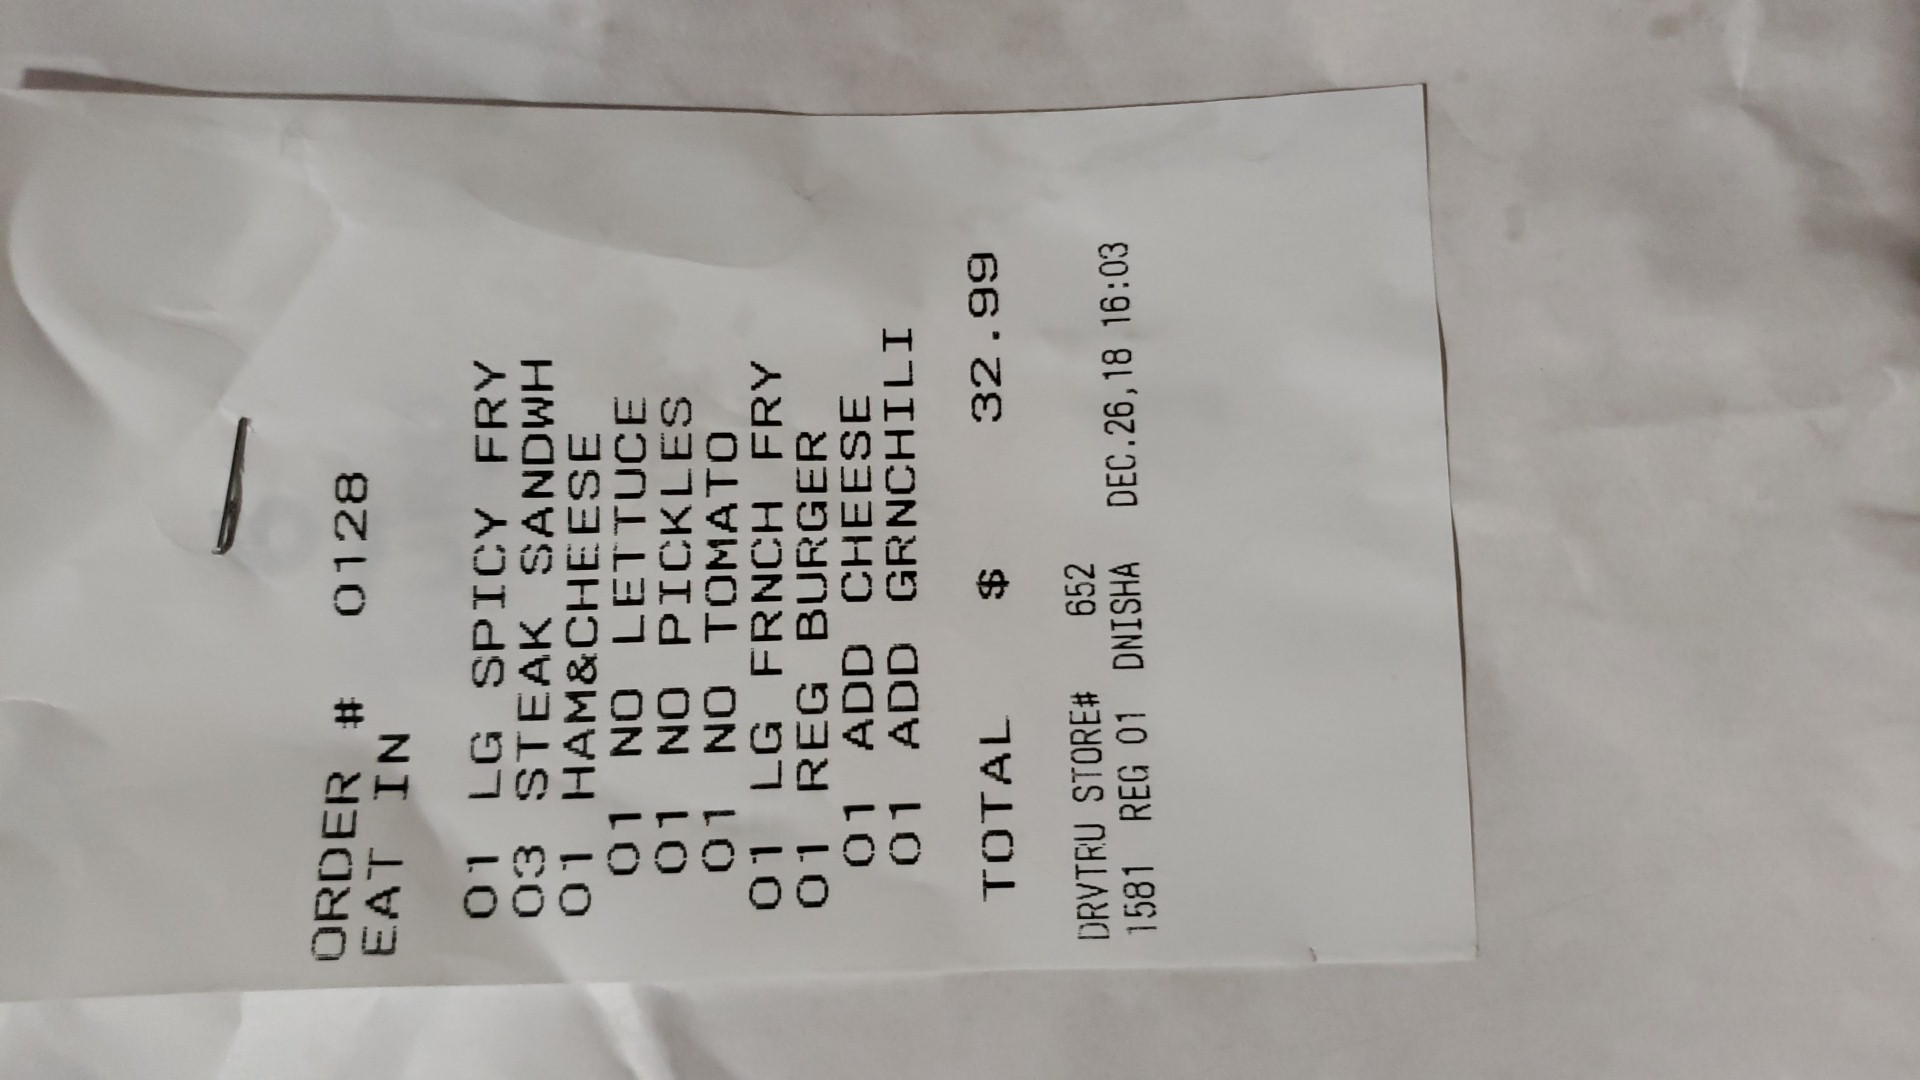 ORDER # 0128
EAT IN
01 LG SPICY FRY
03 STEAK SANDWH
01 HAM&CHEESE
01 NO LETTUCE
01 NO PICKLES
01 NO TOMATO
01 LG FRNCH FRY
01 REG BURGER
01 ADD CHEESE
01 ADD GRNCHILI
TOTAL $ 32.99
DRVTRU STORE# 652
1581 REG 01 DNISHA DEC.26,18 16:03